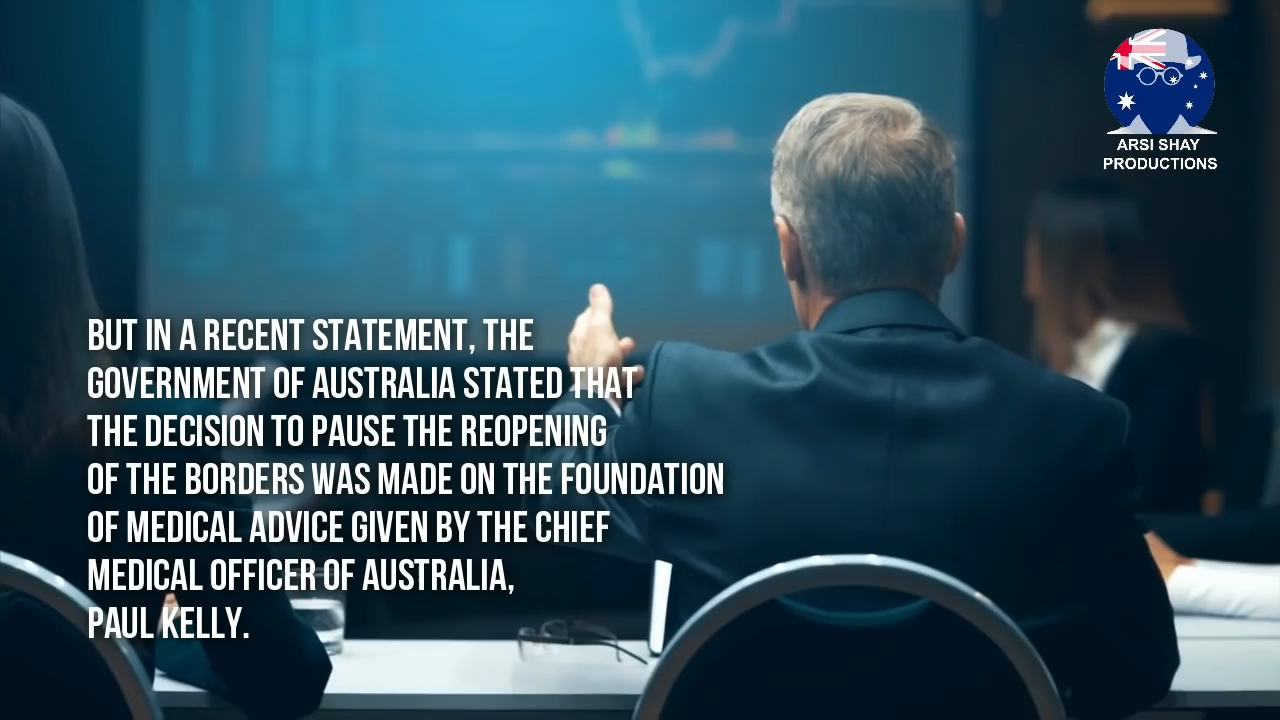 ARSI SHAY
PRODUCTIONS
BUT IN A RECENT STATEMENT, THE
GOVERNMENT OF AUSTRALIA STATED THAT
THE DECISION TO PAUSE THE REOPENING
OF THE BORDERS WAS MADE ON THE FOUNDATION
OF MEDICAL ADVICE GIVEN BY THE CHIEF
MEDICAL OFFICER OF AUSTRALIA,
PAUL KELLY.